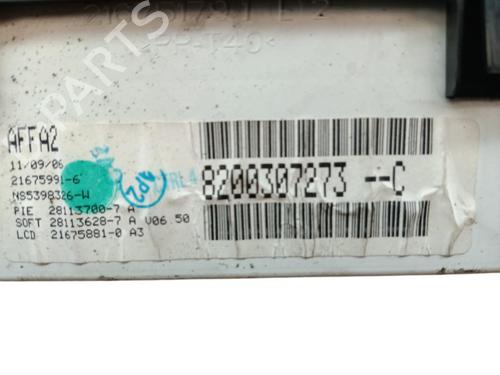 AFFA2
11/09/06
21675991-6
NS5398326-W
PIE 28113700-7 A
SOFT 28113628-7 A V06.50
LCD 21675881-0 A3
8200307273 --C